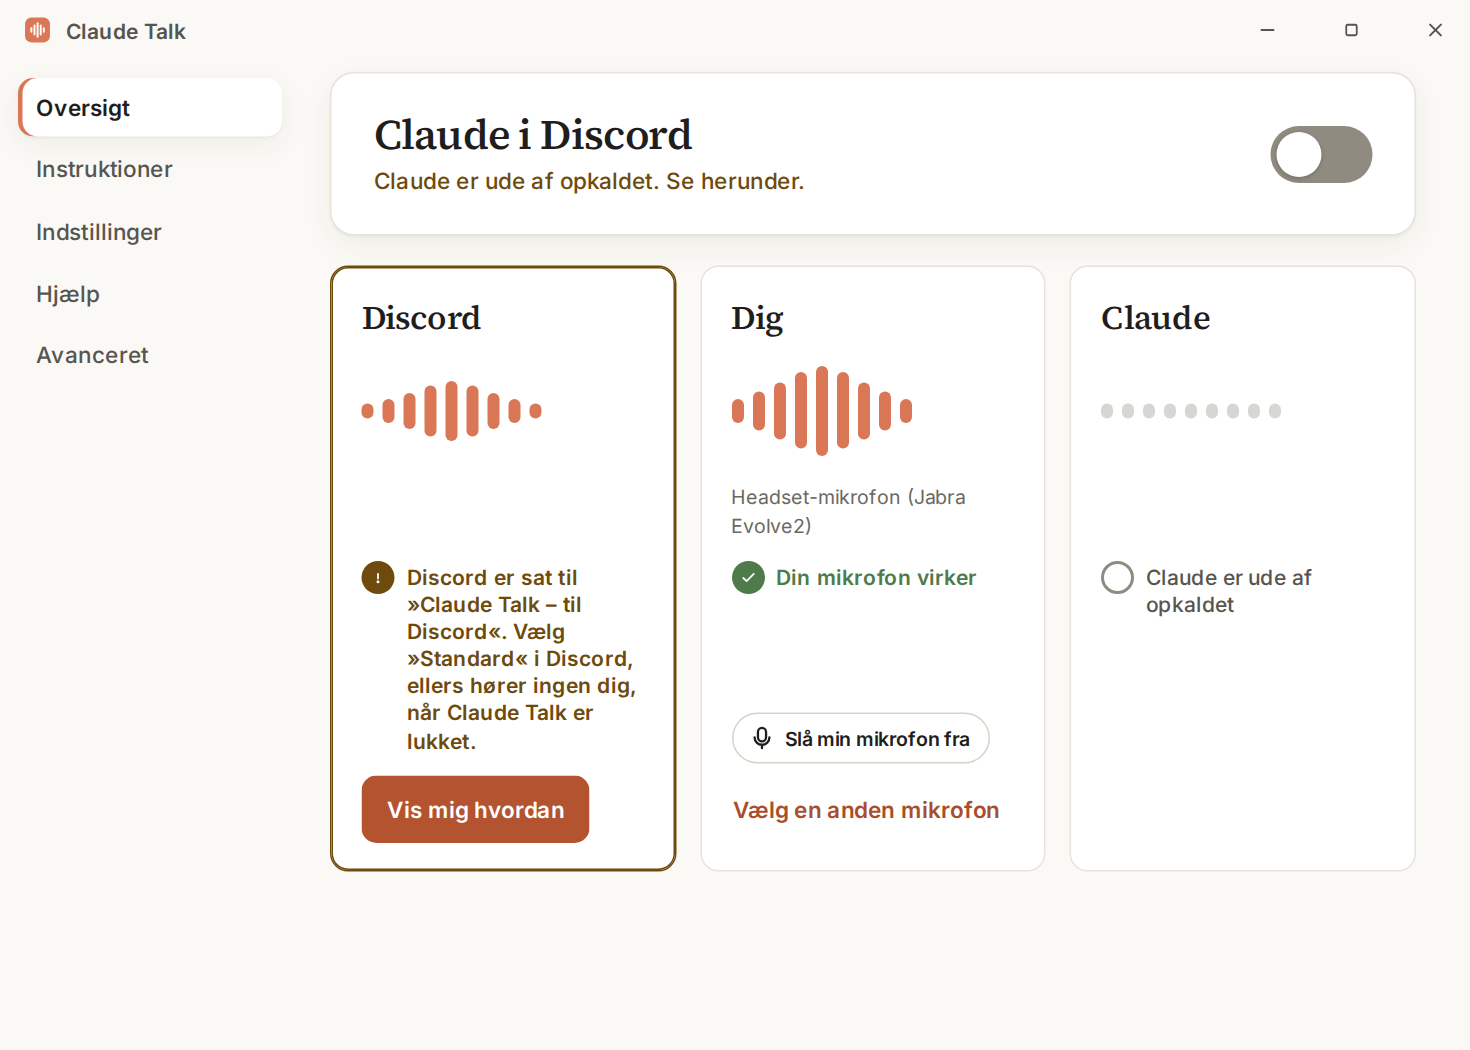 Claude Talk
Oversigt
Instruktioner
Indstillinger
Hjælp
Avanceret
Claude i Discord
Claude er ude af opkaldet. Se herunder.
Discord
Discord er sat til
»Claude Talk – til
Discord«. Vælg
»Standard« i Discord,
ellers hører ingen dig,
når Claude Talk er
lukket.
Vis mig hvordan
Dig
Headset-mikrofon (Jabra
Evolve2)
Din mikrofon virker
Slå min mikrofon fra
Vælg en anden mikrofon
Claude
Claude er ude af
opkaldet